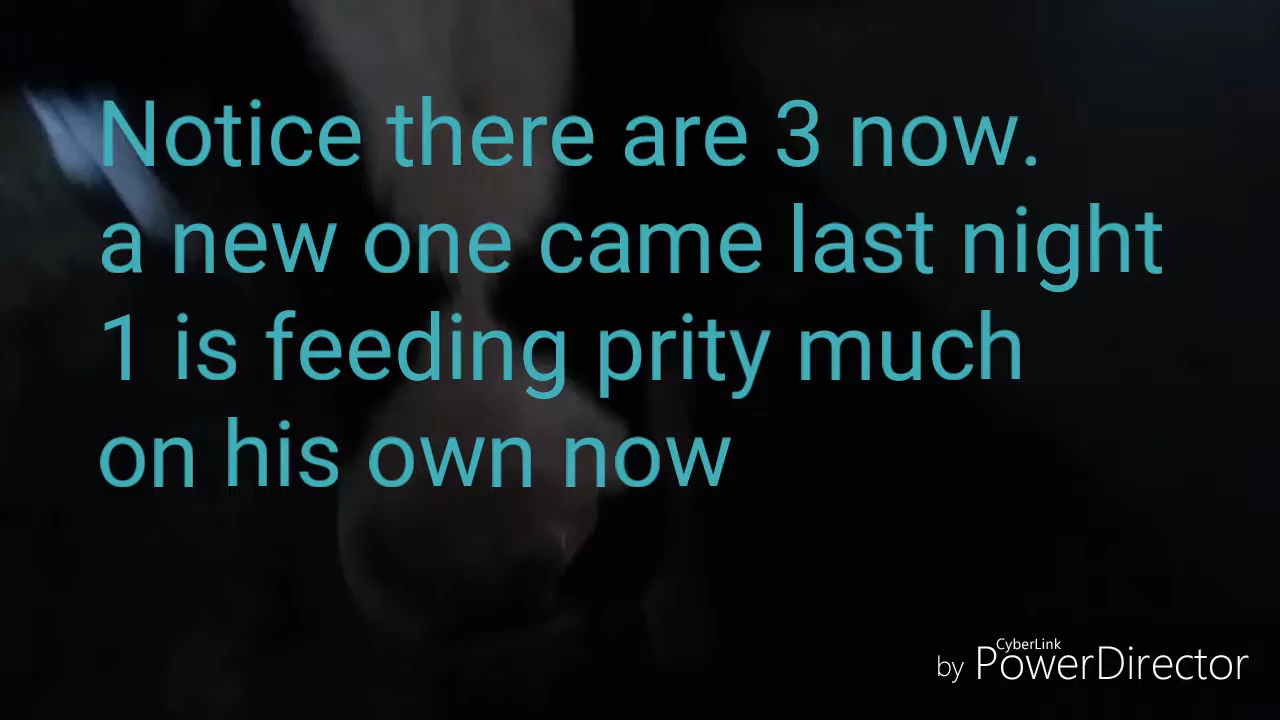 Notice there are 3 now.
a new one came last night
1 is feeding prity much
on his own now
by CyberLink PowerDirector